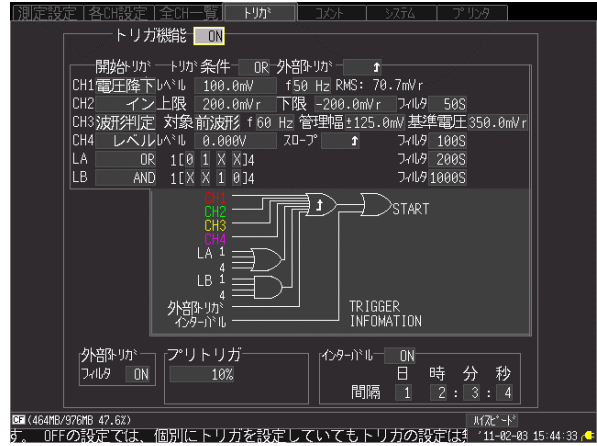 測定設定 各CH設定 全CH一覧 トリガ コメント システム プリンタ
トリガ機能 ON
開始トリガ トリガ条件 OR 外部トリガ ↑
CH1 電圧降下 レベル 100.0mV f50 Hz RMS: 70.7mVr
CH2 イン 上限 200.0mVr 下限 -200.0mVr フィルタ 50S
CH3 波形判定 対象 前波形 f60 Hz 管理幅 ±125.0mV 基準電圧 350.0mVr
CH4 レベル レベル 0.000V スロープ ↑ フィルタ 100S
LA OR 1[0 1 X X]4 フィルタ 200S
LB AND 1[X X 1 0]4 フィルタ 1000S
CH1
CH2
CH3
CH4
START
LA 1
4
LB 1
4
外部トリガ
インターバル
TRIGGER
INFOMATION
外部トリガ
フィルタ ON
プリトリガ
10%
インターバル ON
日 時 分 秒
間隔 1 2 : 3 : 4
CF (464MB/976MB 47.6%) ハイスピード
す。 OFFの設定では、個別にトリガを設定していてもトリガの設定は '11-02-03 15:44:33